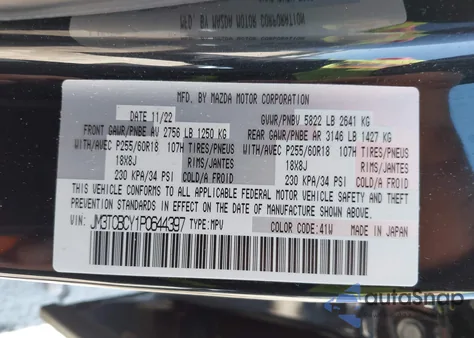 MFD. BY MAZDA MOTOR CORPORATION
DATE 11/22 GVWR/PNBV 5822 LB 2641 KG
FRONT GAWR/PNBE AV 2756 LB 1250 KG REAR GAWR/PNBE AR 3146 LB 1427 KG
WITH/AVEC P255/60R18 107H TIRES/PNEUS WITH/AVEC P255/60R18 107H TIRES/PNEUS
18X8J RIMS/JANTES 18X8J RIMS/JANTES
230 KPA/34 PSI 230 KPA/34 PSI
THIS VEHICLE CONFORMS TO ALL APPLICABLE FEDERAL MOTOR VEHICLE SAFETY, BUMPER, AND THEFT
PREVENTION STANDARDS IN EFFECT ON THE DATE OF MANUFACTURE SHOWN ABOVE.
VIN: JM3TCBCY1P0644397 TYPE:MPV COLOR CODE: 41W MADE IN JAPAN
autoSnap